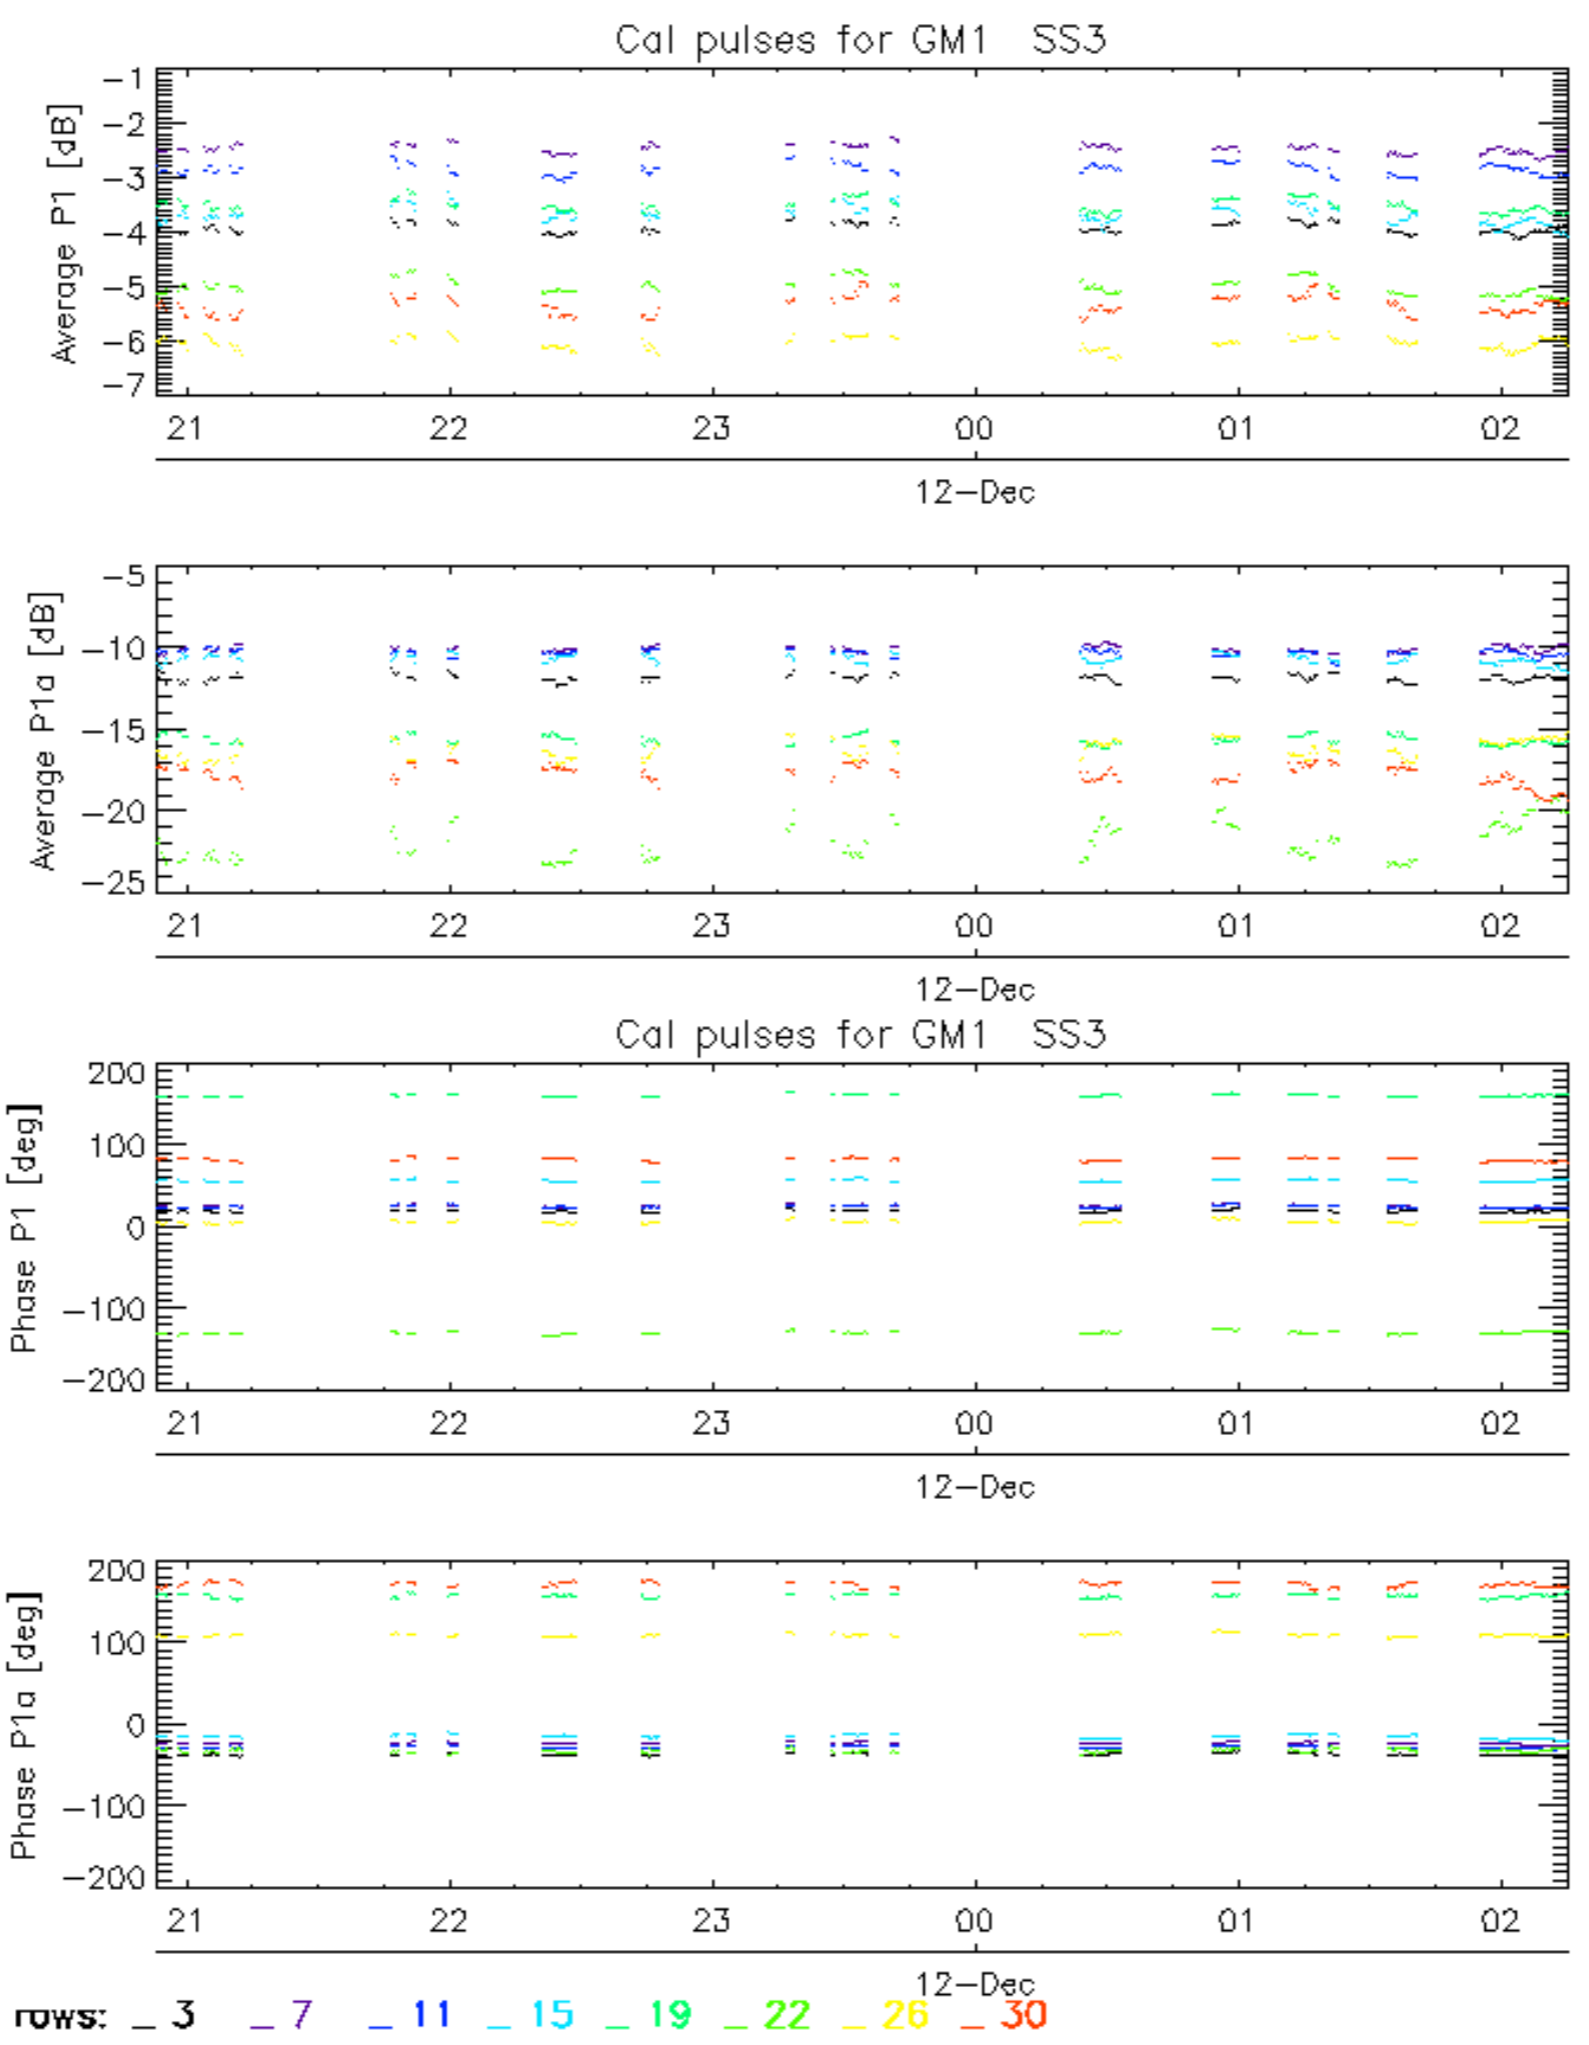 Cal pulses for GM1 SS3
Average P1 [dB]
-1
-2
-3
-4
-5
-6
-7
21 22 23 00 01 02
12-Dec
Average P1a [dB]
-5
-10
-15
-20
-25
21 22 23 00 01 02
12-Dec
Cal pulses for GM1 SS3
Phase P1 [deg]
200
100
0
-100
-200
21 22 23 00 01 02
12-Dec
Phase P1a [deg]
200
100
0
-100
-200
21 22 23 00 01 02
12-Dec
rows: _ 3 _ 7 _ 11 _ 15 _ 19 _ 22 _ 26 _ 30